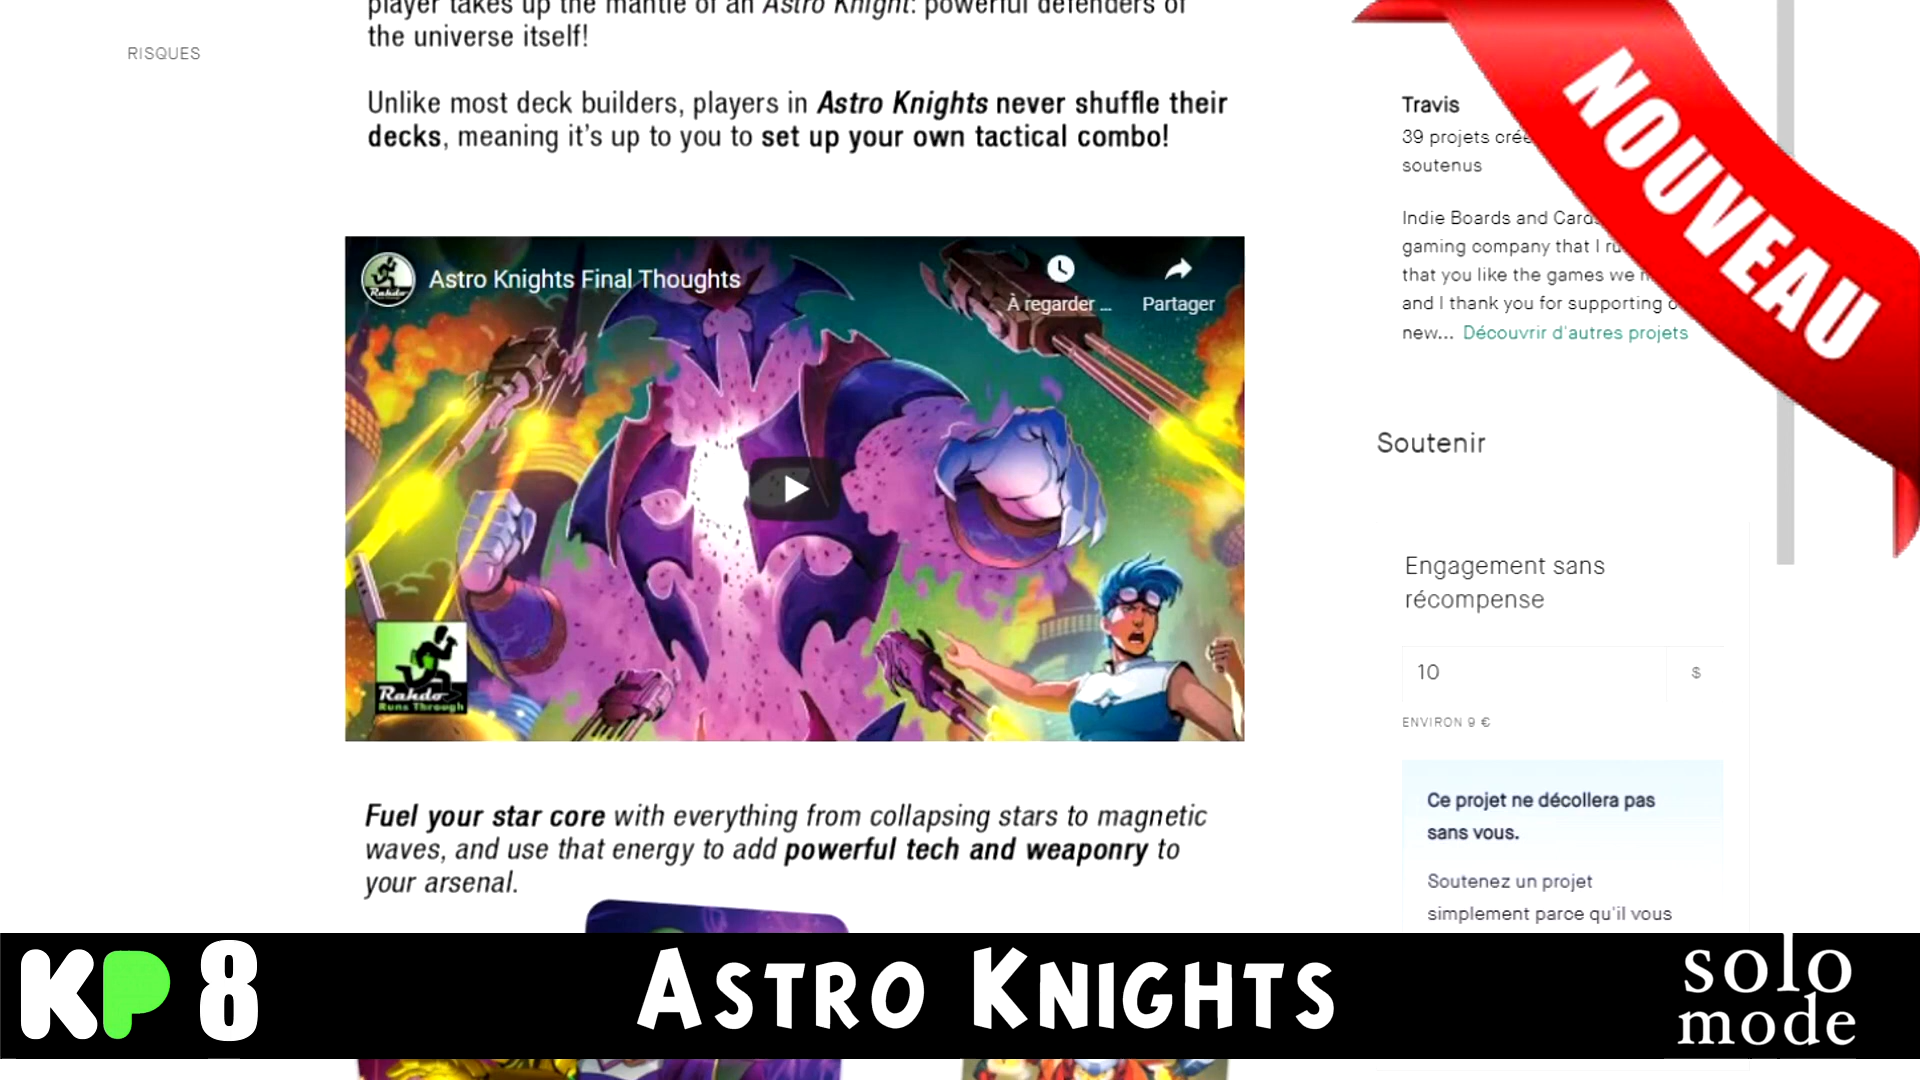 player takes up the mantle of an Astro Knight: powerful defenders of
the universe itself!
RISQUES
Unlike most deck builders, players in Astro Knights never shuffle their
decks, meaning it's up to you to set up your own tactical combo!
Astro Knights Final Thoughts
À regarder ...
Partager
Rahdo
Rahdo
Runs Through
Fuel your star core with everything from collapsing stars to magnetic
waves, and use that energy to add powerful tech and weaponry to
your arsenal.
Travis
39 projets créé
soutenus
Indie Boards and Cards
gaming company that I ru
that you like the games we m
and I thank you for supporting o
new... Découvrir d'autres projets
NOUVEAU
Soutenir
Engagement sans
récompense
10 $
ENVIRON 9 €
Ce projet ne décollera pas
sans vous.
Soutenez un projet
simplement parce qu'il vous
KP 8
ASTRO KNIGHTS
solo
mode